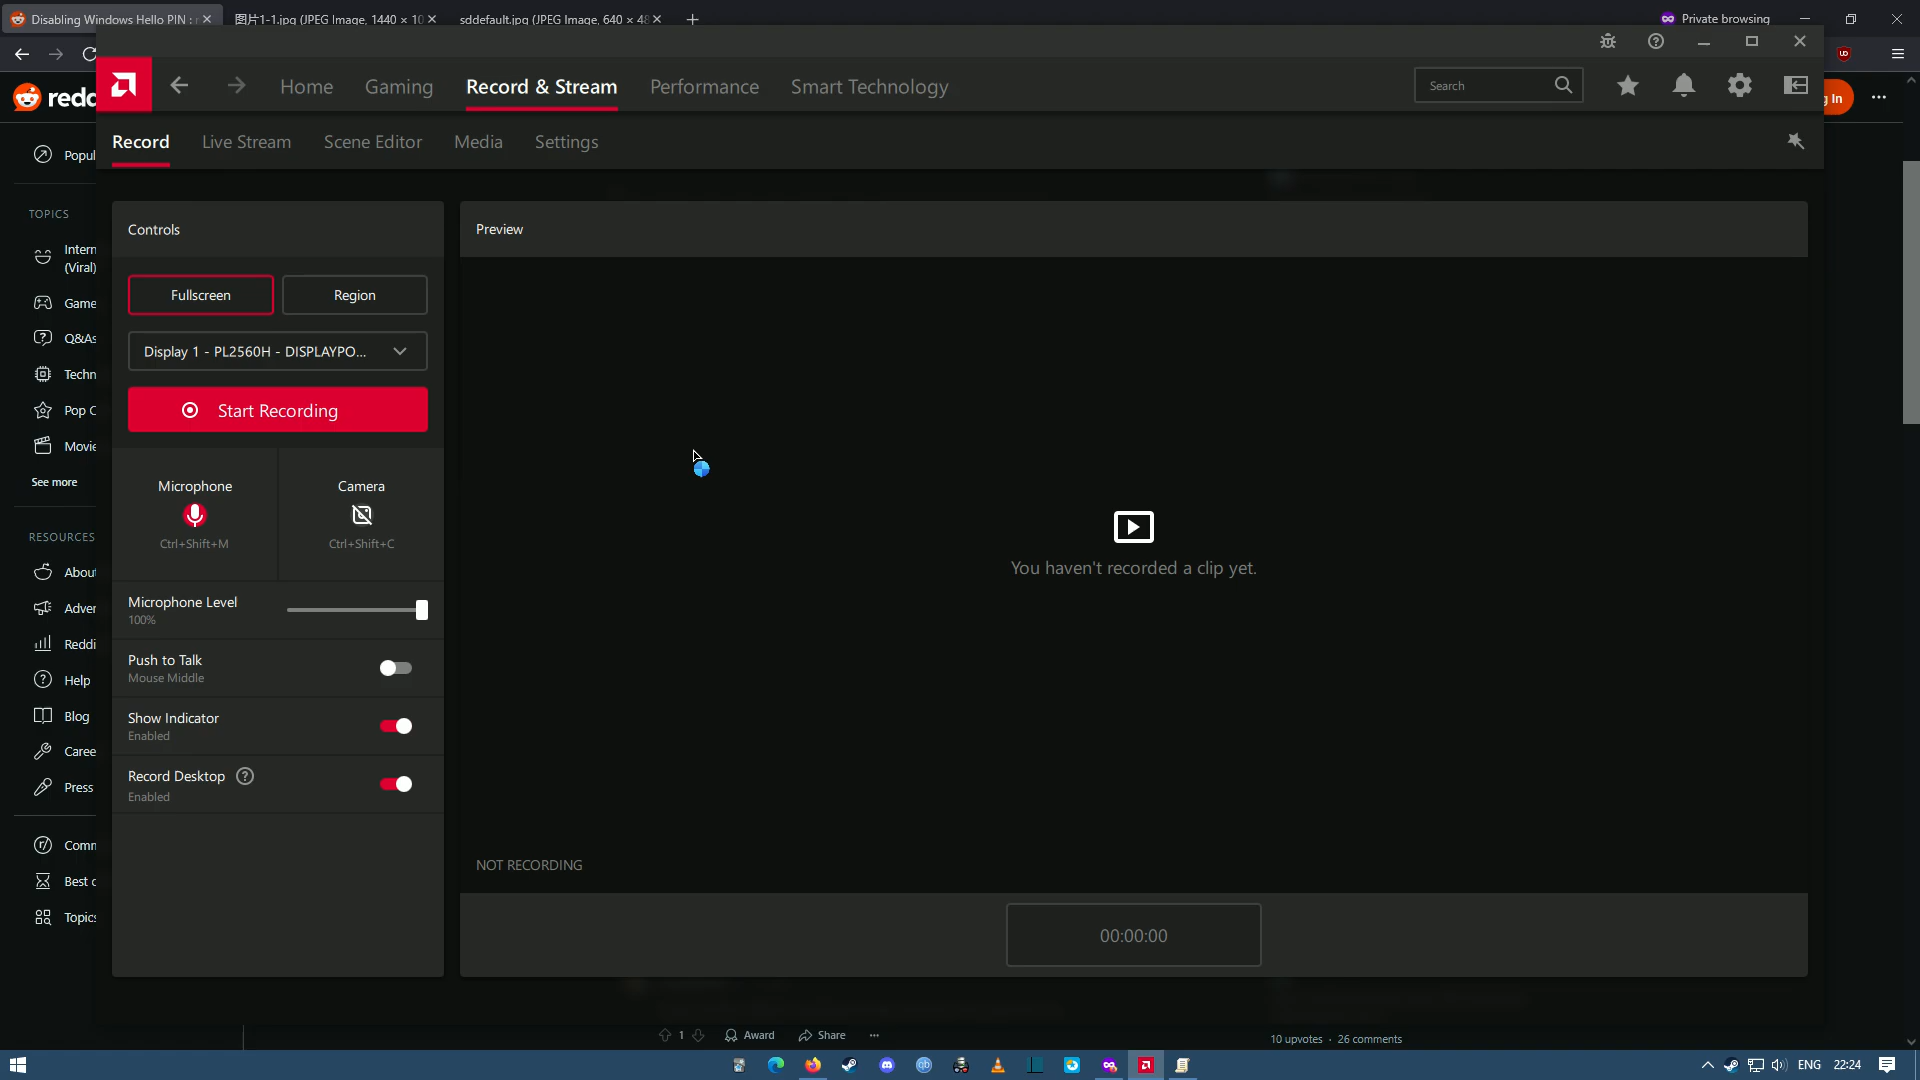 Disabling Windows Hello PIN :
图片1-1.jpg (JPEG Image, 1440 × 10
sddefault.jpg (JPEG Image, 640 × 48
Private browsing
redd
Home
Gaming
Record & Stream
Performance
Smart Technology
Search
g In
Record
Live Stream
Scene Editor
Media
Settings
Popul
TOPICS
Intern
(Viral)
Game
Q&As
Techn
Pop C
Movie
See more
RESOURCES
About
Adver
Reddi
Help
Blog
Caree
Press
Comm
Best o
Topics
Controls
Fullscreen
Region
Display 1 - PL2560H - DISPLAYPO...
Start Recording
Microphone
Ctrl+Shift+M
Camera
Ctrl+Shift+C
Microphone Level
100%
Push to Talk
Mouse Middle
Show Indicator
Enabled
Record Desktop
Enabled
Preview
You haven't recorded a clip yet.
NOT RECORDING
00:00:00
1
Award
Share
10 upvotes · 26 comments
ENG
22:24